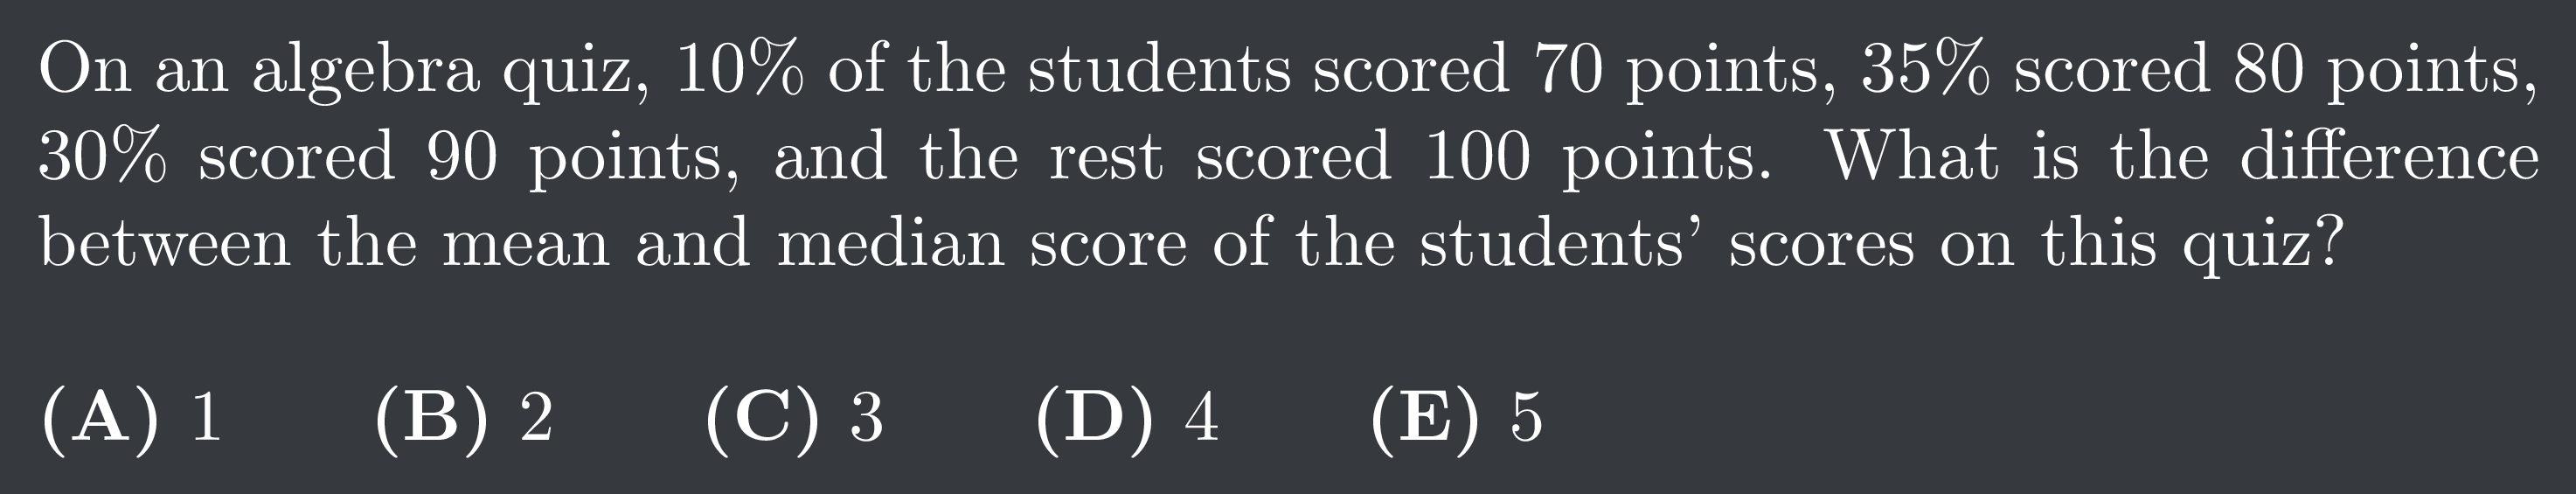 On an algebra quiz, 10% of the students scored 70 points, 35% scored 80 points,
30% scored 90 points, and the rest scored 100 points. What is the difference
between the mean and median score of the students’ scores on this quiz?
(A) 1 (B) 2 (C) 3 (D) 4 (E) 5